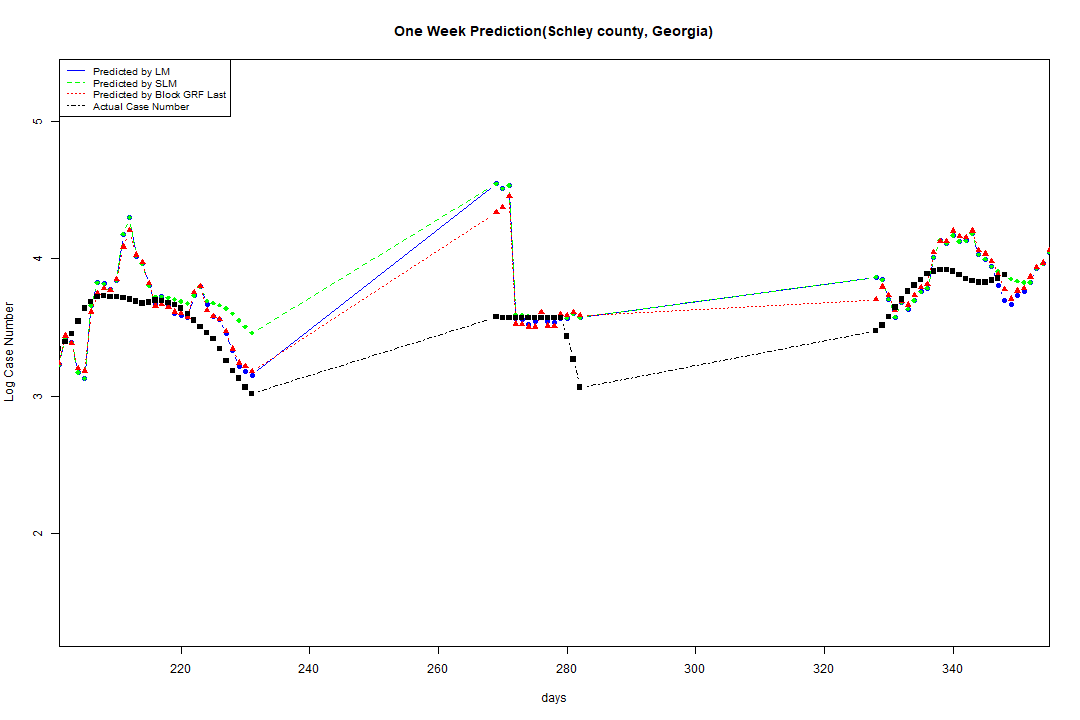 One Week Prediction(Schley county, Georgia)
Predicted by LM
Predicted by SLM
Predicted by Block GRF Last
Actual Case Number
5
4
3
2
Log Case Number
220 240 260 280 300 320 340
days